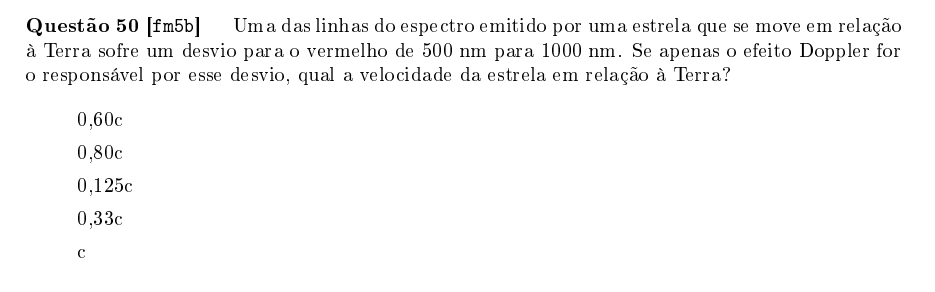 Questão 50 [fm5b] Uma das linhas do espectro emitido por uma estrela que se move em relação
à Terra sofre um desvio para o vermelho de 500 nm para 1000 nm. Se apenas o efeito Doppler for
o responsável por esse desvio, qual a velocidade da estrela em relação à Terra?
0,60c
0,80c
0,125c
0,33c
c